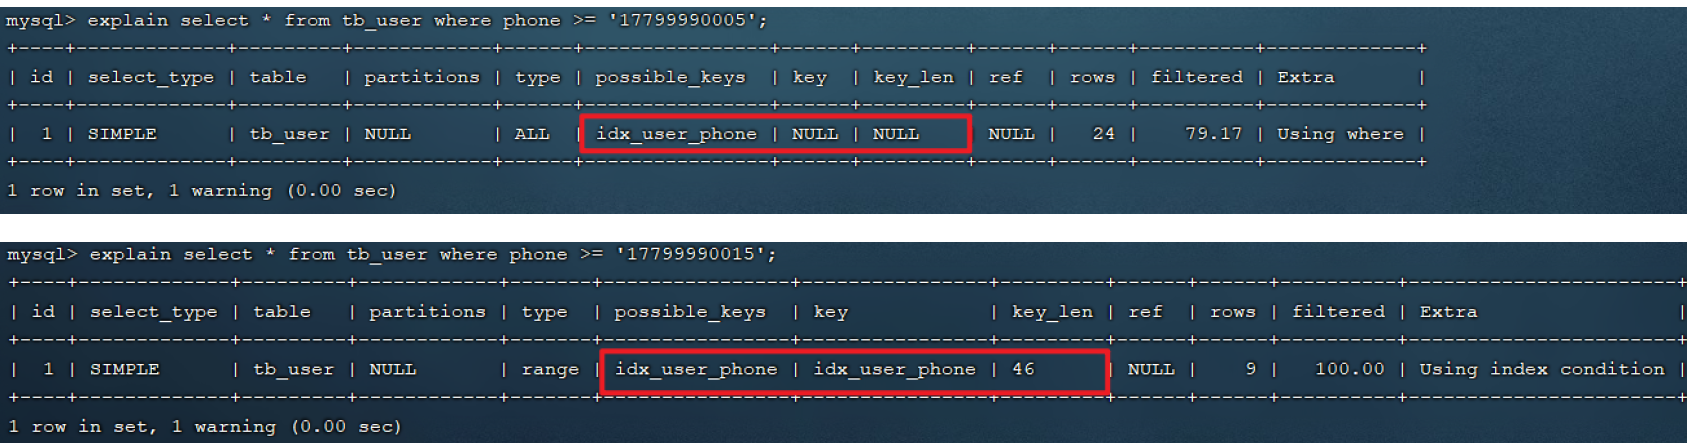 mysql> explain select * from tb_user where phone >= '17799990005';
+----+-------------+---------+------------+------+----------------+------+---------+------+------+----------+-------------+
| id | select_type | table   | partitions | type | possible_keys  | key  | key_len | ref  | rows | filtered | Extra       |
+----+-------------+---------+------------+------+----------------+------+---------+------+------+----------+-------------+
|  1 | SIMPLE      | tb_user | NULL       | ALL  | idx_user_phone | NULL | NULL    | NULL |   24 |    79.17 | Using where |
+----+-------------+---------+------------+------+----------------+------+---------+------+------+----------+-------------+
1 row in set, 1 warning (0.00 sec)
mysql> explain select * from tb_user where phone >= '17799990015';
+----+-------------+---------+------------+-------+----------------+----------------+---------+------+------+----------+-----------------------+
| id | select_type | table   | partitions | type  | possible_keys  | key            | key_len | ref  | rows | filtered | Extra                 |
+----+-------------+---------+------------+-------+----------------+----------------+---------+------+------+----------+-----------------------+
|  1 | SIMPLE      | tb_user | NULL       | range | idx_user_phone | idx_user_phone | 46      | NULL |    9 |   100.00 | Using index condition |
+----+-------------+---------+------------+-------+----------------+----------------+---------+------+------+----------+-----------------------+
1 row in set, 1 warning (0.00 sec)